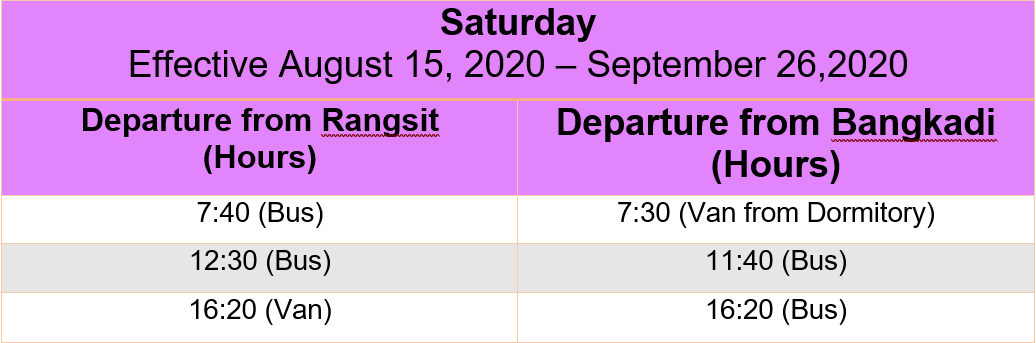 Saturday
Effective August 15, 2020 – September 26,2020
Departure from Rangsit
(Hours)
Departure from Bangkadi
(Hours)
7:40 (Bus)
7:30 (Van from Dormitory)
12:30 (Bus)
11:40 (Bus)
16:20 (Van)
16:20 (Bus)